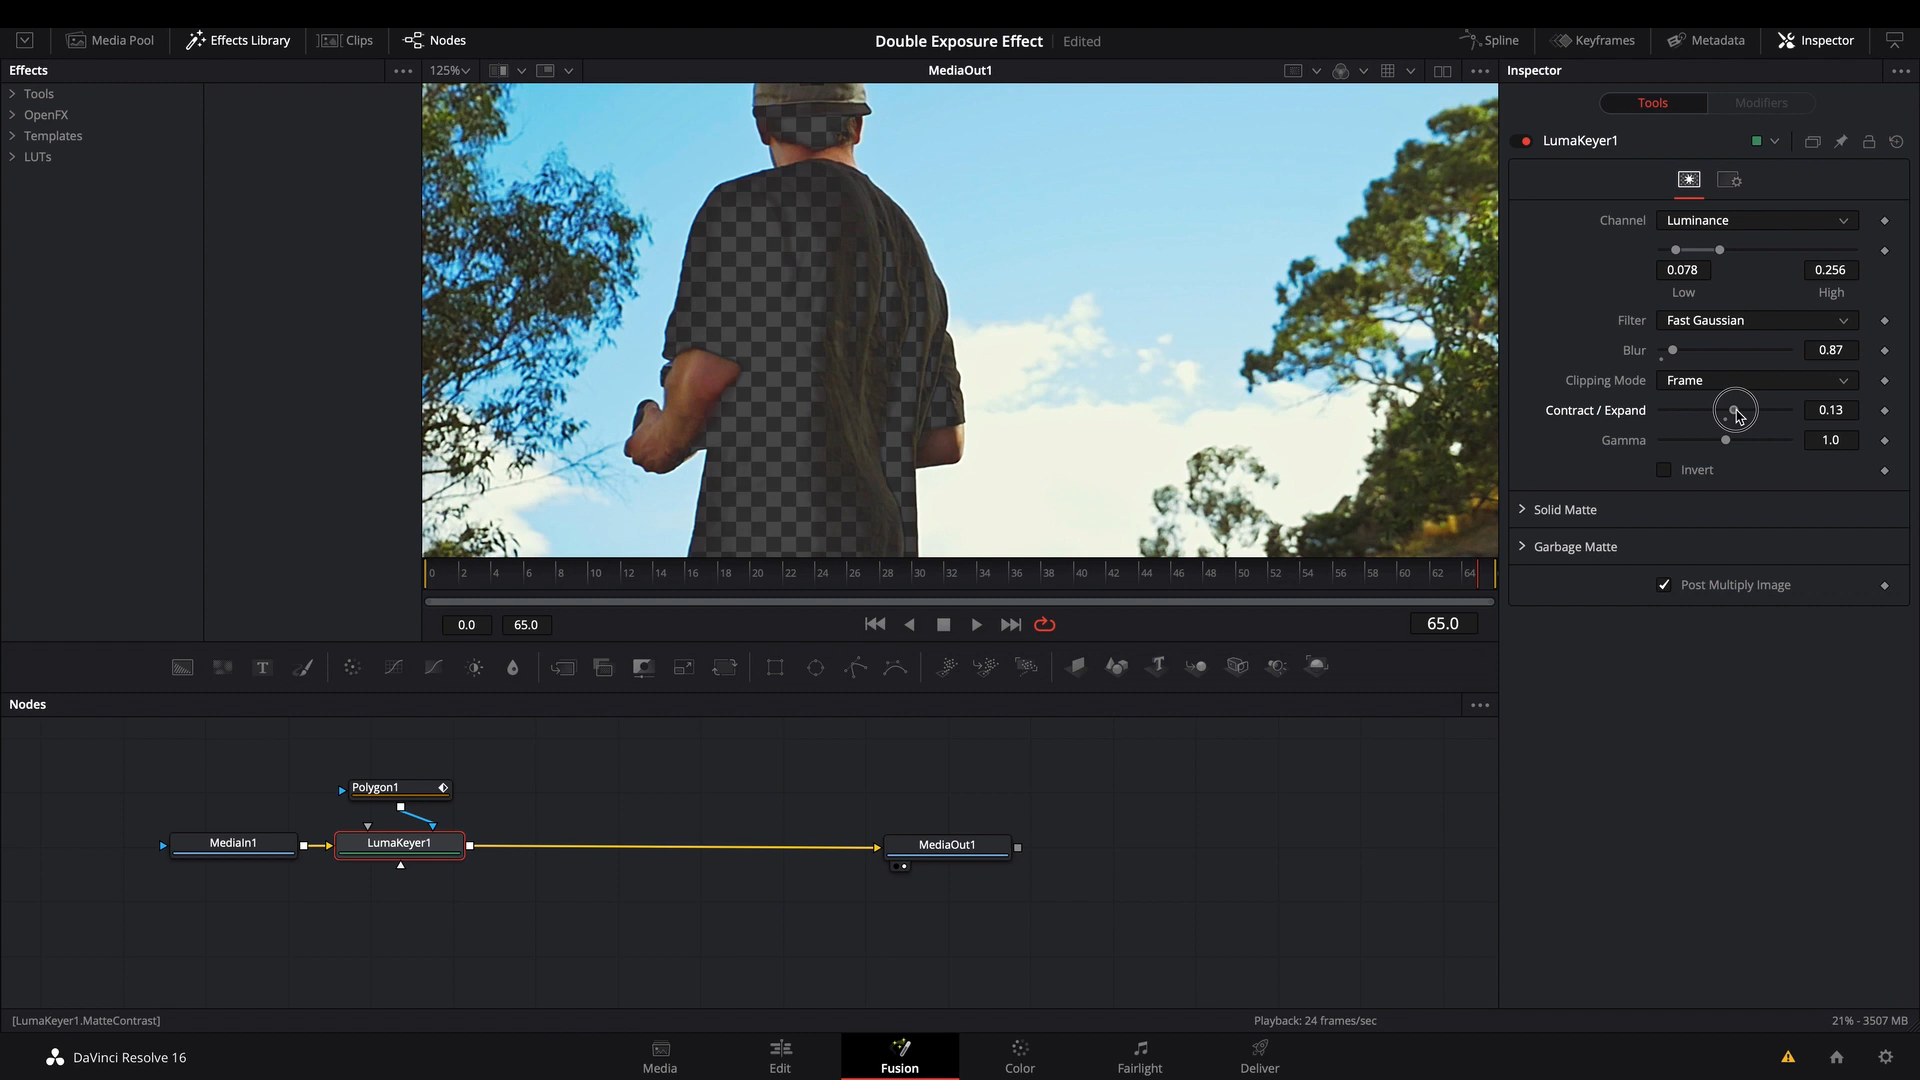 Media Pool
Effects Library
Clips
Nodes
Double Exposure Effect
Edited
Spline
Keyframes
Metadata
Inspector
Effects
125%
MediaOut1
Inspector
Tools
OpenFX
Templates
LUTs
Tools
Modifiers
LumaKeyer1
Channel
Luminance
0.078
0.256
Low
High
Filter
Fast Gaussian
Blur
0.87
Clipping Mode
Frame
Contract / Expand
0.13
Gamma
1.0
Invert
Solid Matte
Garbage Matte
Post Multiply Image
0 2 4 6 8 10 12 14 16 18 20 22 24 26 28 30 32 34 36 38 40 42 44 46 48 50 52 54 56 58 60 62 64
0.0
65.0
65.0
T
Nodes
Polygon1
MediaIn1
LumaKeyer1
MediaOut1
[LumaKeyer1.MatteContrast]
Playback: 24 frames/sec
21% - 3507 MB
DaVinci Resolve 16
Media
Edit
Fusion
Color
Fairlight
Deliver